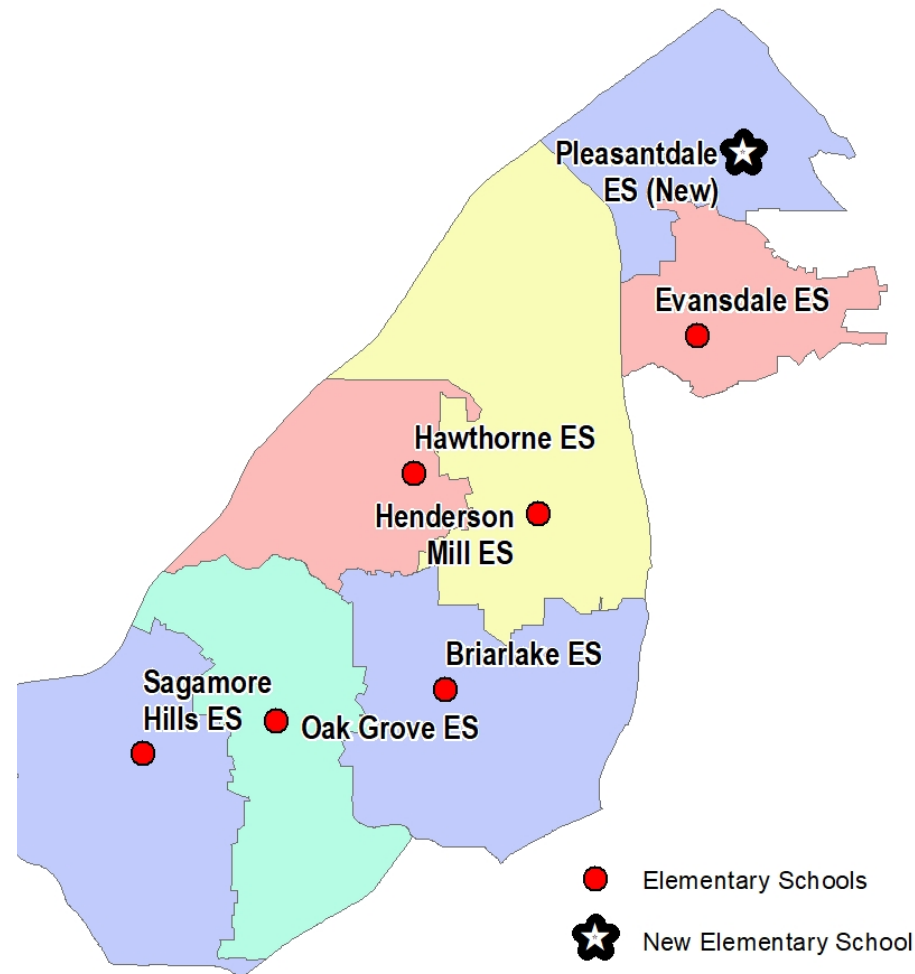 Pleasantdale
ES (New)
Evansdale ES
Hawthorne ES
Henderson
Mill ES
Briarlake ES
Sagamore
Hills ES
Oak Grove ES
Elementary Schools
New Elementary School